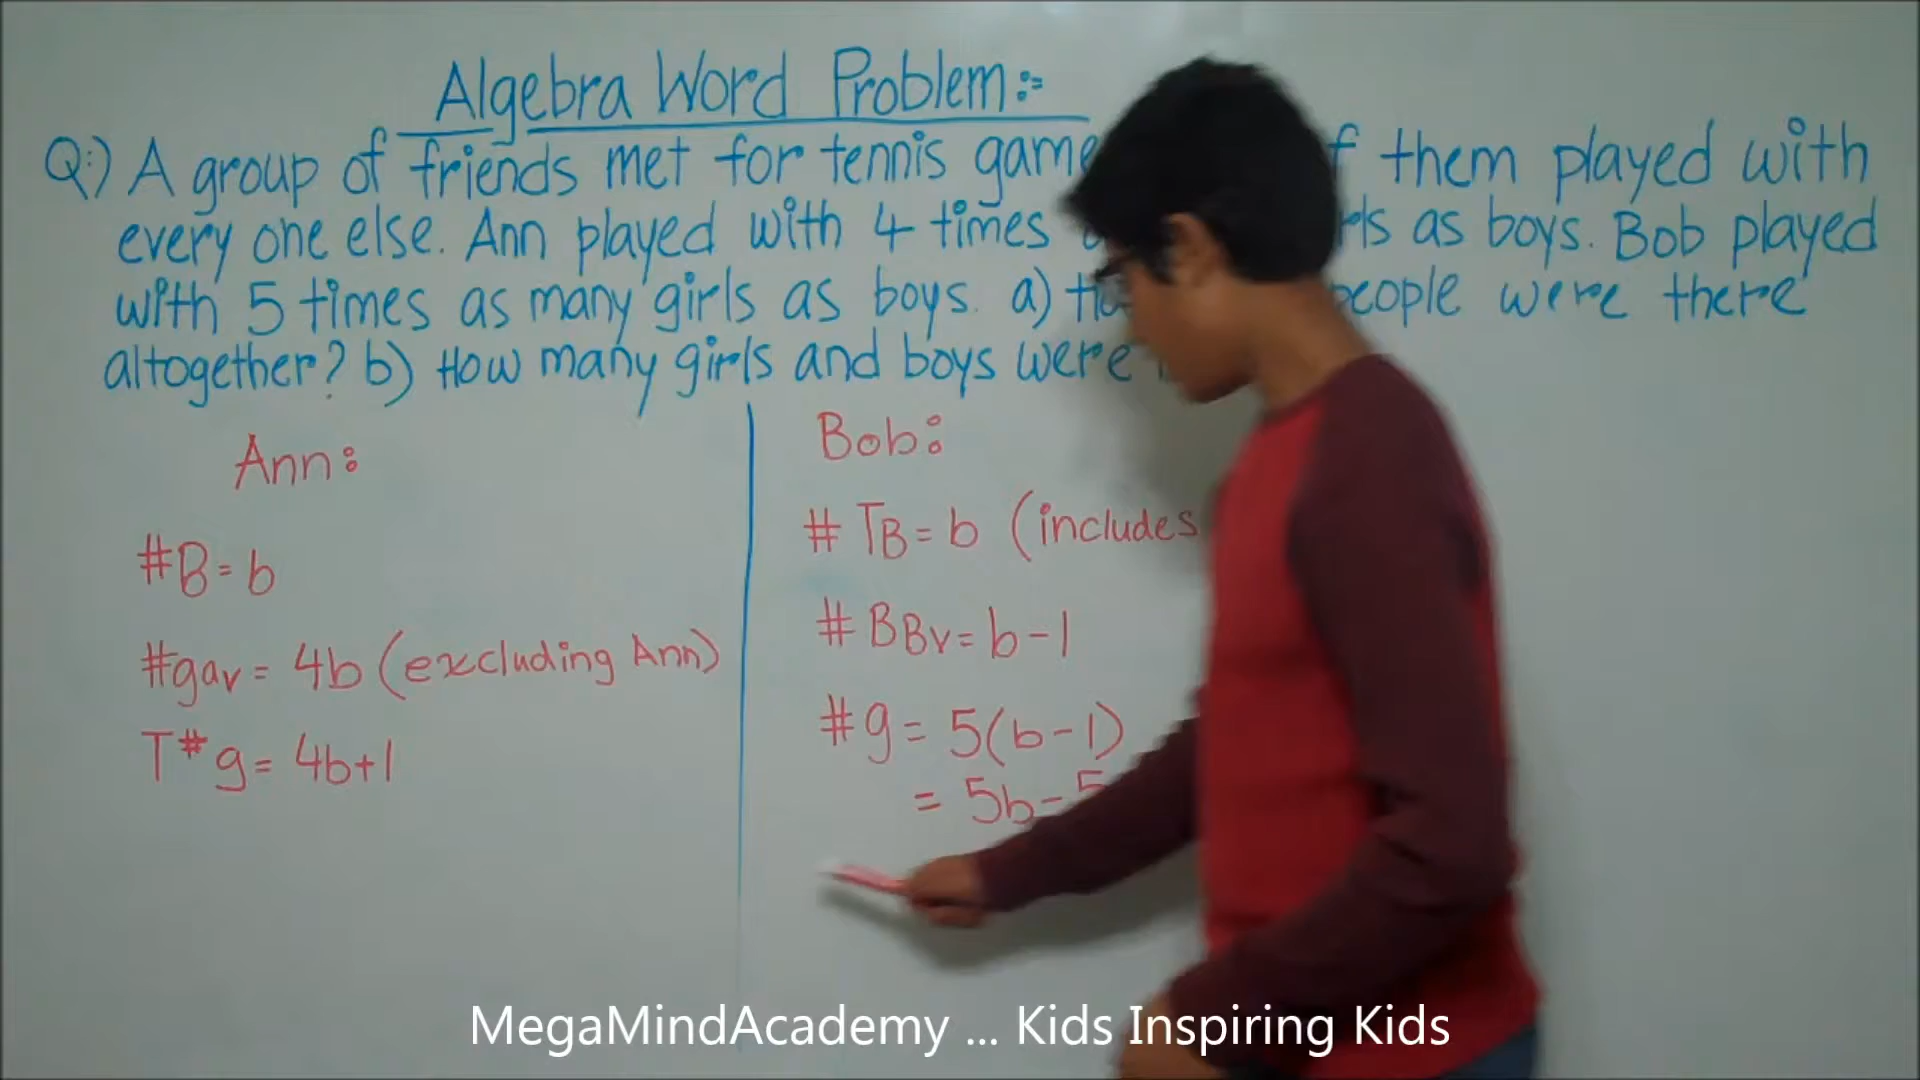 Algebra Word Problem:-
Q:) A group of friends met for tennis game them played with
every one else. Ann played with 4 times as boys. Bob played
with 5 times as many girls as boys. a) people were there
altogether? b) How many girls and boys were
Ann:
#B = b
#gav = 4b (excluding Ann)
T#g = 4b+1
Bob:
# TB = b (includes
# BBv = b-1
#g = 5(b-1)
= 5b-5
MegaMindAcademy ... Kids Inspiring Kids